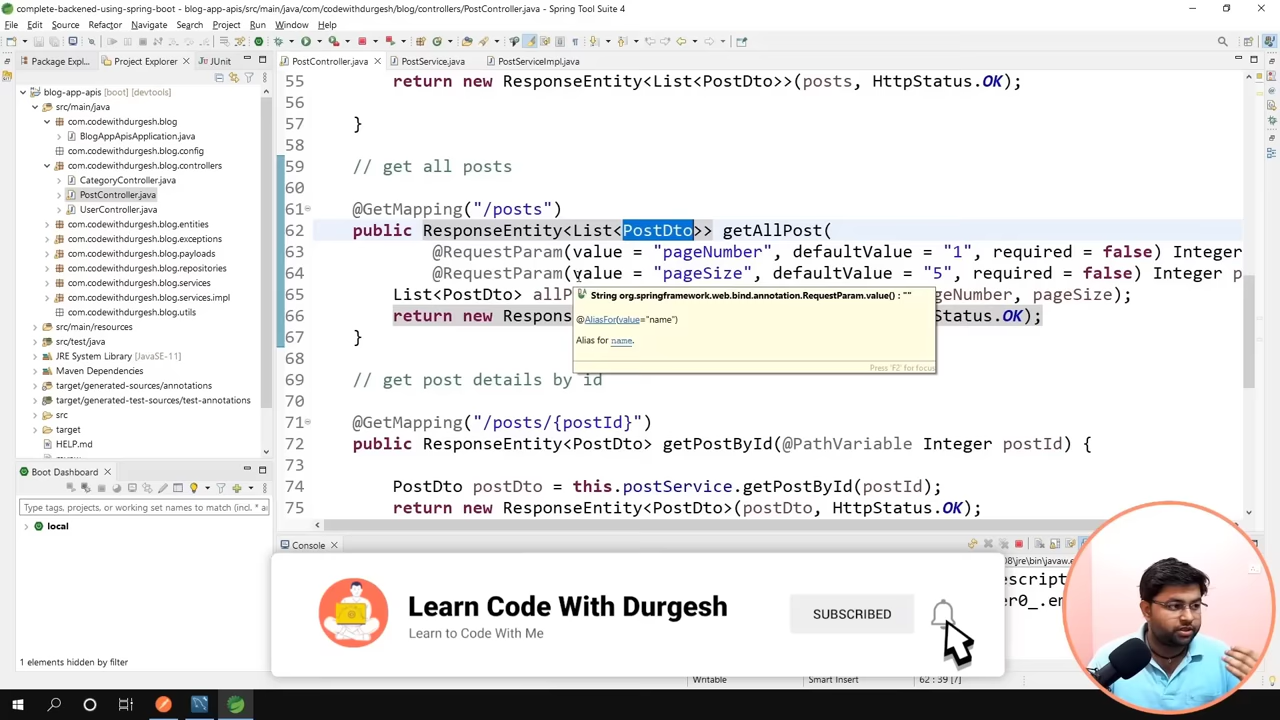 complete-backened-using-spring-boot - blog-app-apis/src/main/java/com/codewithdurgesh/blog/controllers/PostController.java - Spring Tool Suite 4
File Edit Source Refactor Navigate Search Project Run Window Help
Package Expl... Project Explorer JUnit
PostController.java PostService.java PostServiceImpl.java
blog-app-apis [boot] [devtools]
src/main/java
com.codewithdurgesh.blog
BlogAppApisApplication.java
com.codewithdurgesh.blog.config
com.codewithdurgesh.blog.controllers
CategoryController.java
PostController.java
UserController.java
com.codewithdurgesh.blog.entities
com.codewithdurgesh.blog.exceptions
com.codewithdurgesh.blog.payloads
com.codewithdurgesh.blog.repositories
com.codewithdurgesh.blog.services
com.codewithdurgesh.blog.services.impl
com.codewithdurgesh.blog.utils
src/main/resources
src/test/java
JRE System Library [JavaSE-11]
Maven Dependencies
target/generated-sources/annotations
target/generated-test-sources/test-annotations
src
target
HELP.md
Boot Dashboard
Type tags, projects, or working set names to match (incl. * a
local
1 elements hidden by filter
55 return new ResponseEntity<List<PostDto>>(posts, HttpStatus.OK);
56
57 }
58
59 // get all posts
60
61 @GetMapping("/posts")
62 public ResponseEntity<List<PostDto>> getAllPost(
63 @RequestParam(value = "pageNumber", defaultValue = "1", required = false) Integer
64 @RequestParam(value = "pageSize", defaultValue = "5", required = false) Integer p
65 List<PostDto> allP geNumber, pageSize);
66 return new Respons Status.OK);
67 }
68
69 // get post details by id
70
71 @GetMapping("/posts/{postId}")
72 public ResponseEntity<PostDto> getPostById(@PathVariable Integer postId) {
73
74 PostDto postDto = this.postService.getPostById(postId);
75 return new ResponseEntity<PostDto>(postDto, HttpStatus.OK);
String org.springframework.web.bind.annotation.RequestParam.value() : ""
@AliasFor(value="name")
Alias for name.
Press 'F2' for focus
Console
08\jre\bin\javaw.e
escript
er0_.en
Learn Code With Durgesh
Learn to Code With Me
SUBSCRIBED
Writable Smart Insert 62 : 39 [7]